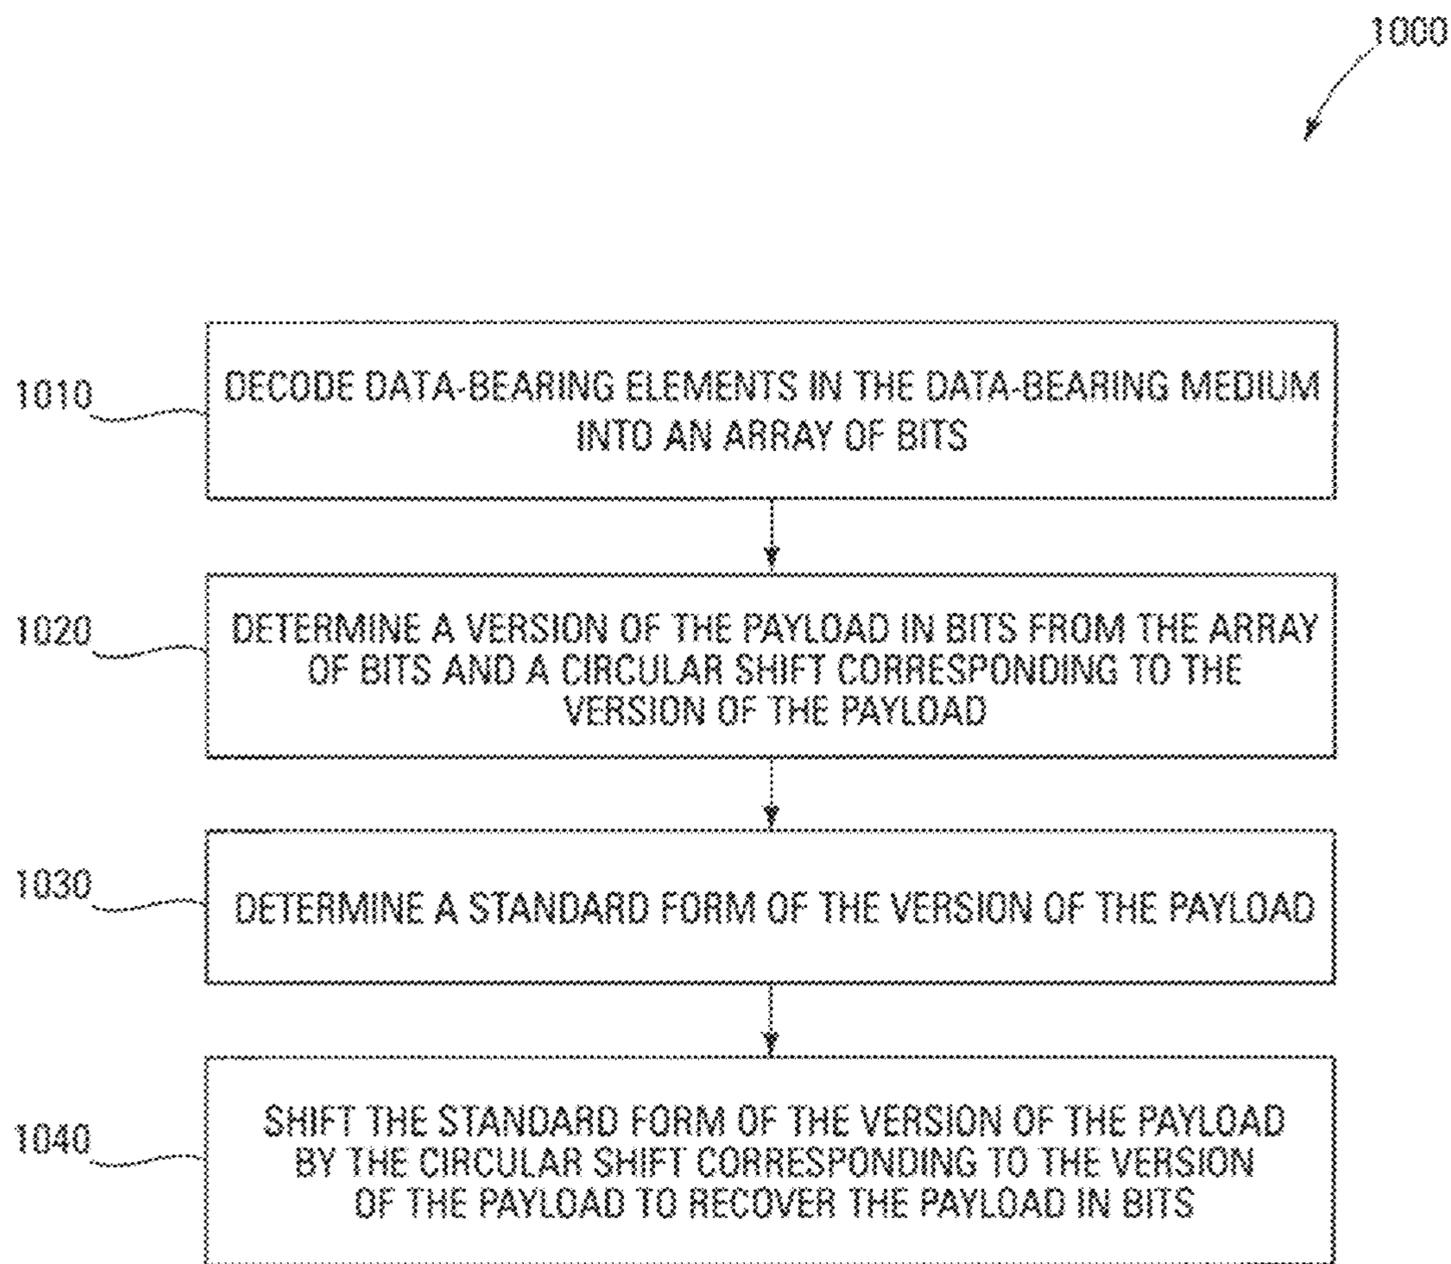 1000
1010
DECODE DATA-BEARING ELEMENTS IN THE DATA-BEARING MEDIUM
INTO AN ARRAY OF BITS
1020
DETERMINE A VERSION OF THE PAYLOAD IN BITS FROM THE ARRAY
OF BITS AND A CIRCULAR SHIFT CORRESPONDING TO THE
VERSION OF THE PAYLOAD
1030
DETERMINE A STANDARD FORM OF THE VERSION OF THE PAYLOAD
1040
SHIFT THE STANDARD FORM OF THE VERSION OF THE PAYLOAD
BY THE CIRCULAR SHIFT CORRESPONDING TO THE VERSION
OF THE PAYLOAD TO RECOVER THE PAYLOAD IN BITS